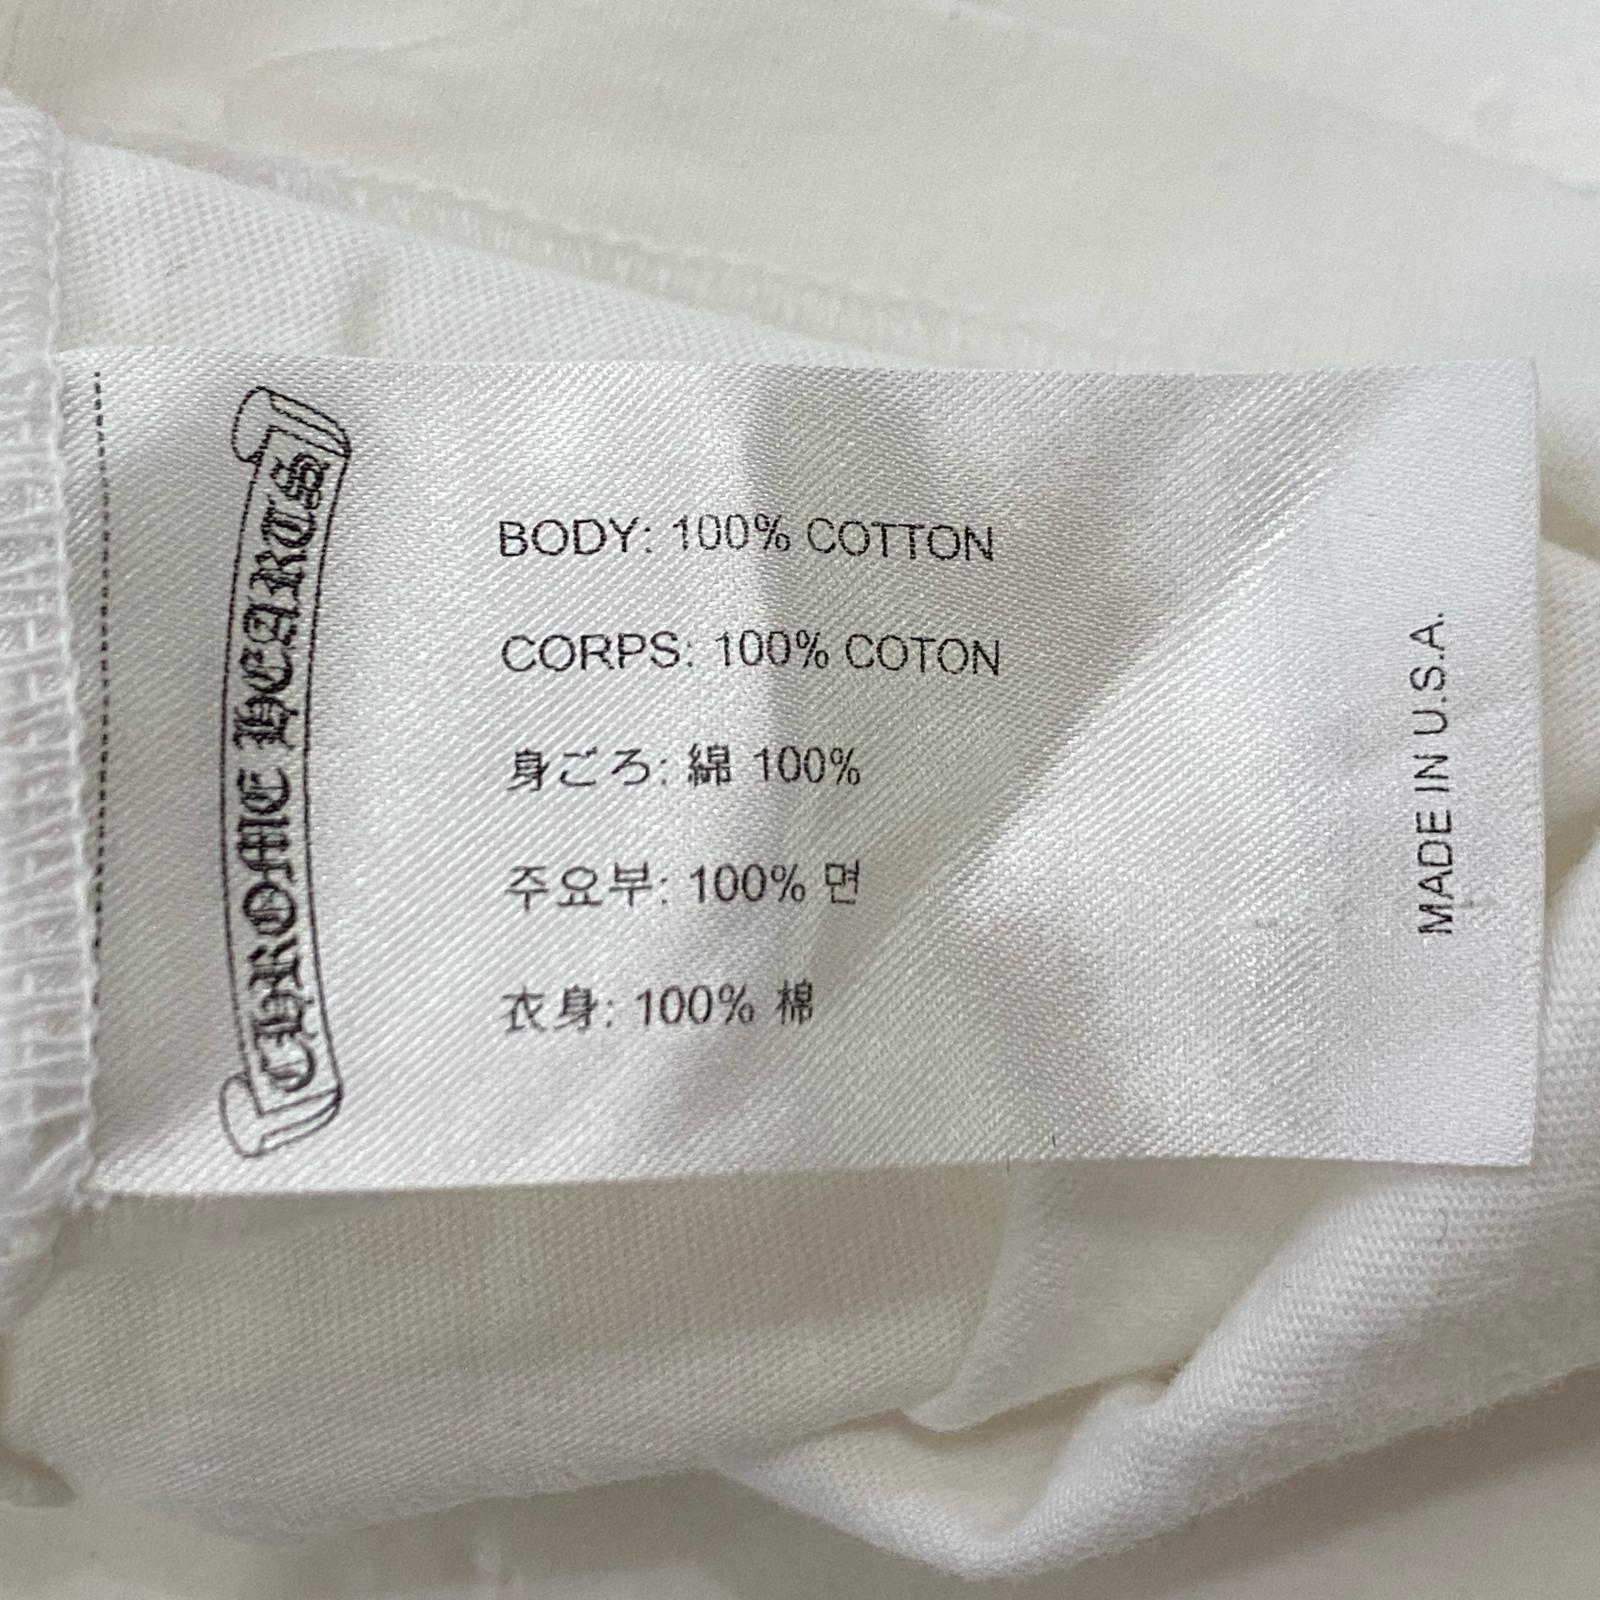 CHROME HEARTS
BODY: 100% COTTON
CORPS: 100% COTON
身ごろ: 綿 100%
주요부: 100% 면
衣身: 100% 棉
MADE IN U.S.A.